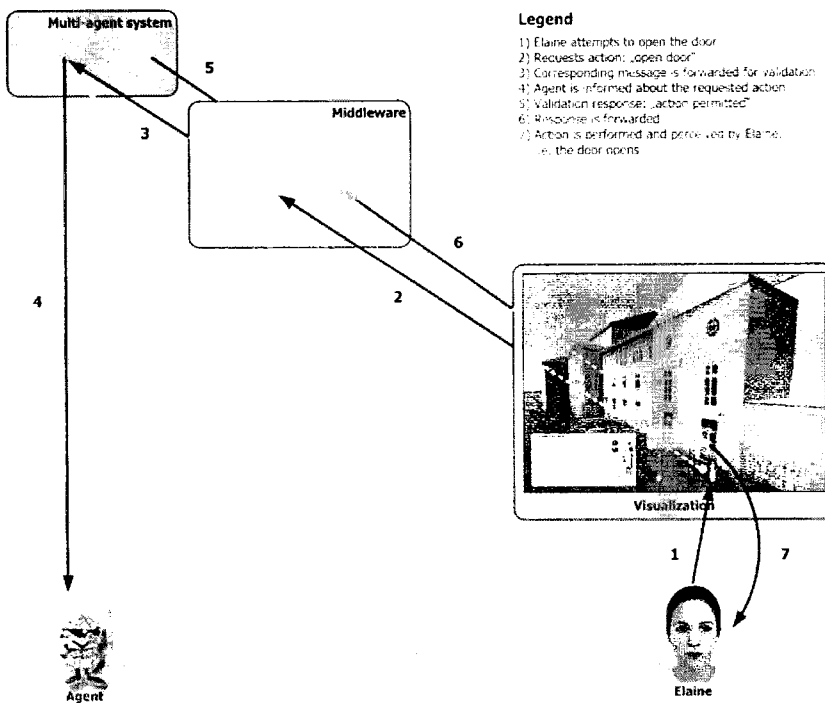 Multi-agent system
Legend
1) Elaine attempts to open the door
2) Requests action: „open door"
3) Corresponding message is forwarded for validation
4) Agent is informed about the requested action
5) Validation response: „action permitted"
6) Response is forwarded
7) Action is performed and perceived by Elaine,
i.e. the door opens
5
Middleware
3
6
4
2
Visualization
1
7
Agent
Elaine